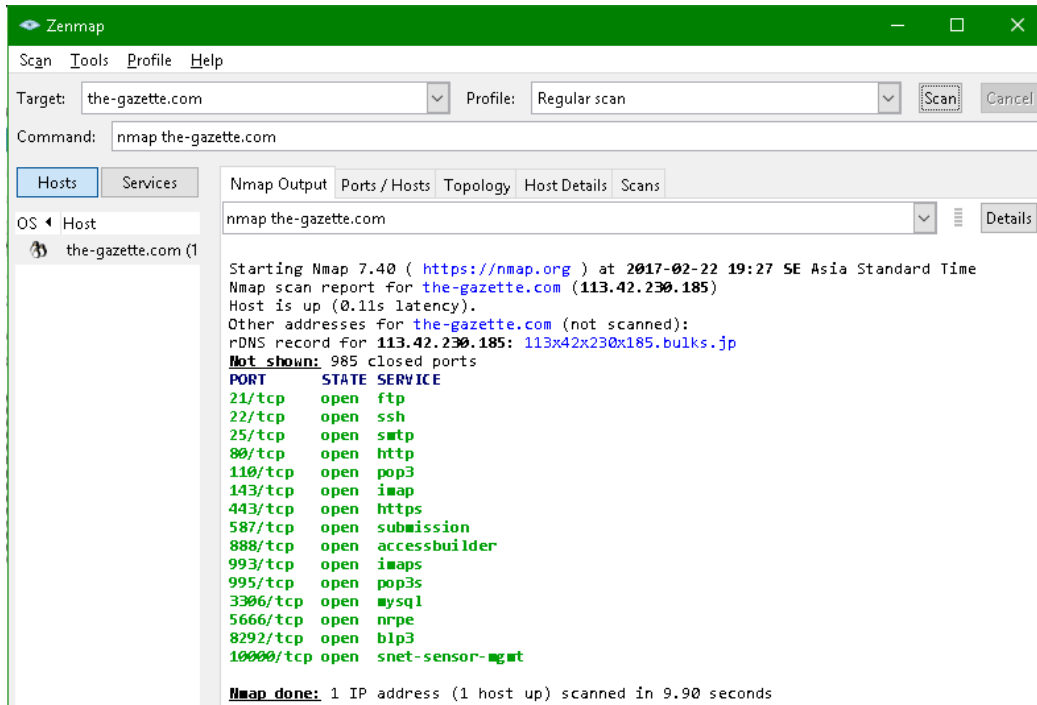 Zenmap
Scan Tools Profile Help
Target: the-gazette.com Profile: Regular scan Scan Cancel
Command: nmap the-gazette.com
Hosts Services
Nmap Output Ports / Hosts Topology Host Details Scans
OS Host
the-gazette.com (1
nmap the-gazette.com Details
Starting Nmap 7.40 ( https://nmap.org ) at 2017-02-22 19:27 SE Asia Standard Time
Nmap scan report for the-gazette.com (113.42.230.185)
Host is up (0.11s latency).
Other addresses for the-gazette.com (not scanned):
rDNS record for 113.42.230.185: 113x42x230x185.bulks.jp
Not shown: 985 closed ports
PORT STATE SERVICE
21/tcp open ftp
22/tcp open ssh
25/tcp open smtp
80/tcp open http
110/tcp open pop3
143/tcp open imap
443/tcp open https
587/tcp open submission
888/tcp open accessbuilder
993/tcp open imaps
995/tcp open pop3s
3306/tcp open mysql
5666/tcp open nrpe
8292/tcp open blp3
10000/tcp open snet-sensor-mgmt
Nmap done: 1 IP address (1 host up) scanned in 9.90 seconds